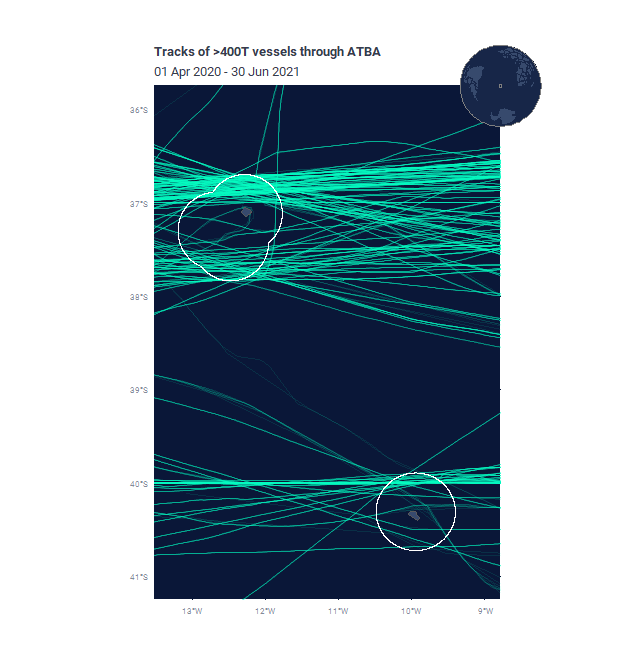 Tracks of >400T vessels through ATBA
01 Apr 2020 - 30 Jun 2021
36°S
37°S
38°S
39°S
40°S
41°S
13°W 12°W 11°W 10°W 9°W